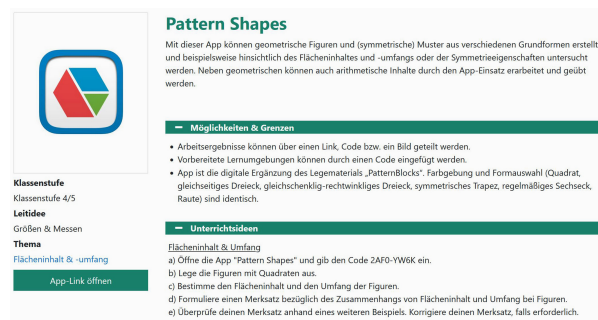 Pattern Shapes
Mit dieser App können geometrische Figuren und (symmetrische) Muster aus verschiedenen Grundformen erstellt
und beispielsweise hinsichtlich des Flächeninhaltes und -umfangs oder der Symmetrieeigenschaften untersucht
werden. Neben geometrischen können auch arithmetische Inhalte durch den App-Einsatz erarbeitet und geübt
werden.
Möglichkeiten & Grenzen
• Arbeitsergebnisse können über einen Link, Code bzw. ein Bild geteilt werden.
• Vorbereitete Lernumgebungen können durch einen Code eingefügt werden.
• App ist die digitale Ergänzung des Legematerials „PatternBlocks". Farbgebung und Formauswahl (Quadrat,
gleichseitiges Dreieck, gleichschenklig-rechtwinkliges Dreieck, symmetrisches Trapez, regelmäßiges Sechseck,
Raute) sind identisch.
Klassenstufe
Klassenstufe 4/5
Leitidee
Größen & Messen
Thema
Flächeninhalt & -umfang
App-Link öffnen
Unterrichtsideen
Flächeninhalt & Umfang
a) Öffne die App "Pattern Shapes" und gib den Code 2AF0-YW6K ein.
b) Lege die Figuren mit Quadraten aus.
c) Bestimme den Flächeninhalt und den Umfang der Figuren.
d) Formuliere einen Merksatz bezüglich des Zusammenhangs von Flächeninhalt und Umfang bei Figuren.
e) Überprüfe deinen Merksatz anhand eines weiteren Beispiels. Korrigiere deinen Merksatz, falls erforderlich.